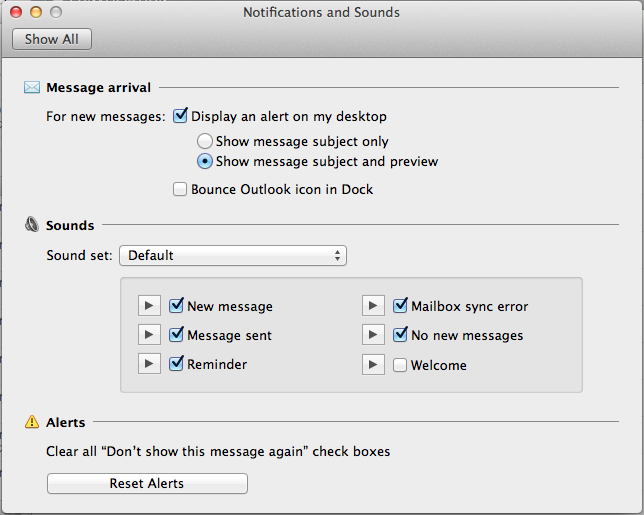 Notifications and Sounds
Show All
Message arrival
For new messages: Display an alert on my desktop
Show message subject only
Show message subject and preview
Bounce Outlook icon in Dock
Sounds
Sound set: Default
New message Mailbox sync error
Message sent No new messages
Reminder Welcome
Alerts
Clear all “Don’t show this message again” check boxes
Reset Alerts